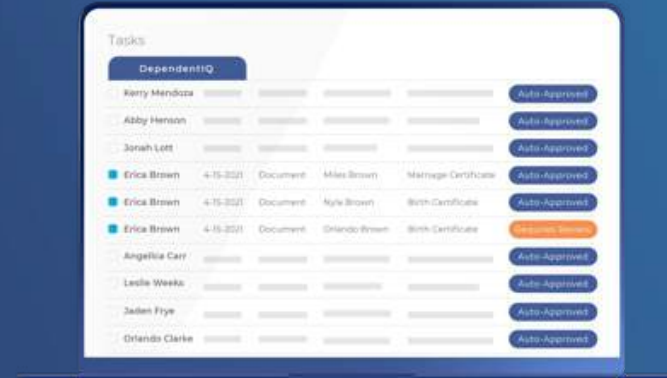 Tasks
DependentIQ
Kerry Mendoza Auto-Approved
Abby Henson Auto-Approved
Jonah Lott Auto-Approved
Erica Brown 4-15-2021 Document Miles Brown Marriage Certificate Auto-Approved
Erica Brown 4-15-2021 Document Nyle Brown Birth Certificate Auto-Approved
Erica Brown 4-15-2021 Document Orlando Brown Birth Certificate Requires Review
Angelica Carr Auto-Approved
Leslie Weeks Auto-Approved
Jaden Frye Auto-Approved
Orlando Clarke Auto-Approved